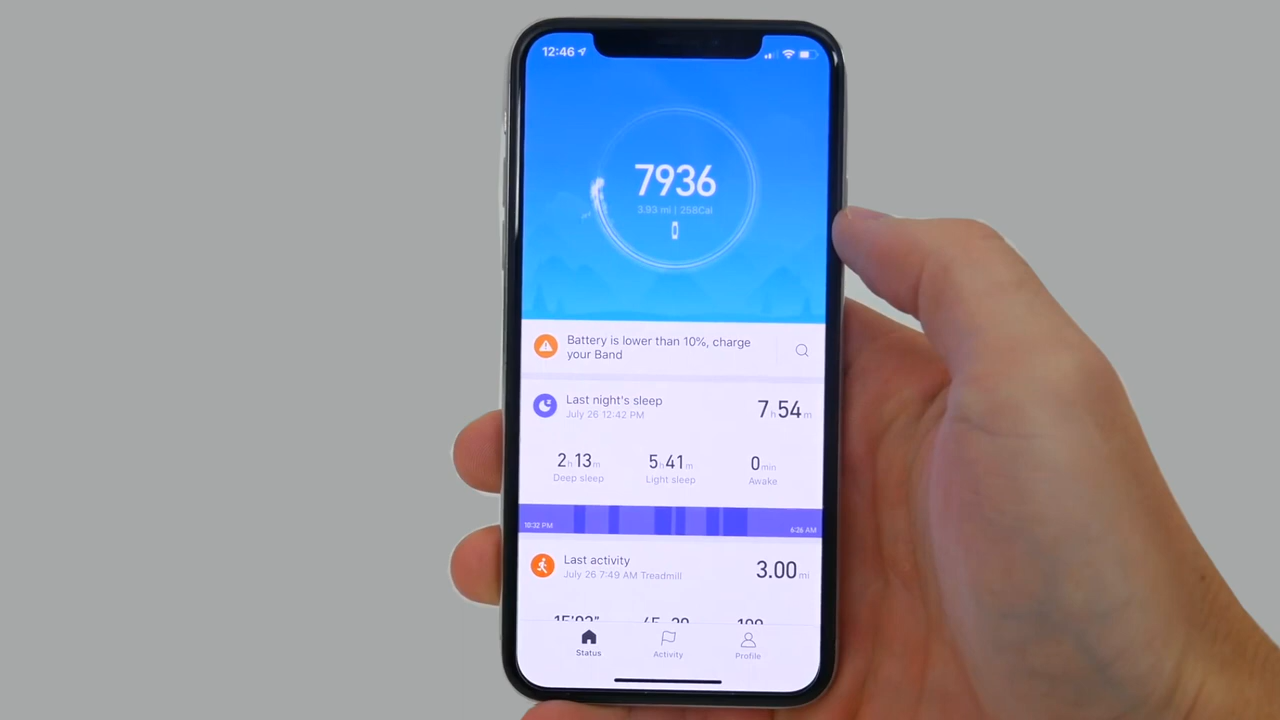 12:46
7936
3.93 mi | 258Cal
Battery is lower than 10%, charge
your Band
Last night's sleep
July 26 12:42 PM
7h54m
2h13m
5h41m
0min
Deep sleep
Light sleep
Awake
10:32 PM
6:26 AM
Last activity
July 26 7:49 AM Treadmill
3.00mi
Status
Activity
Profile